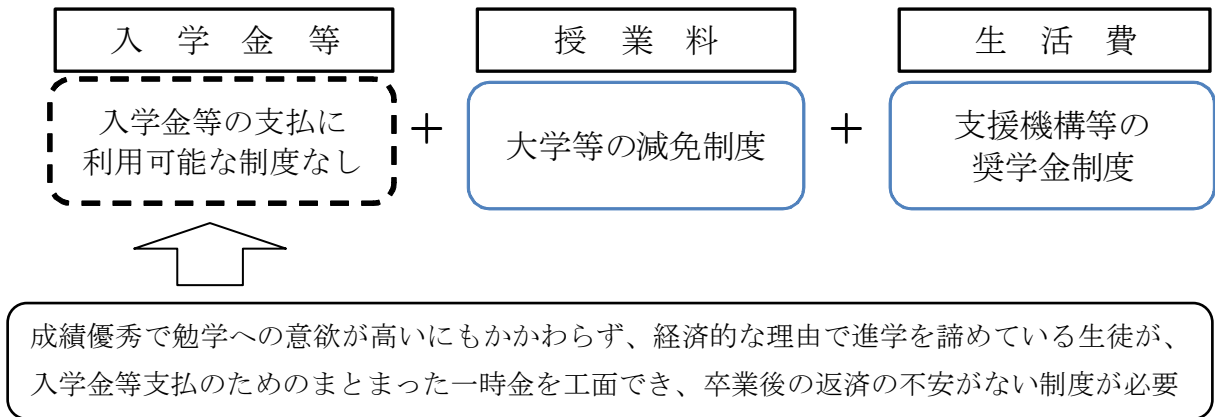 入学金等
授業料
生活費
入学金等の支払に
利用可能な制度なし
+
大学等の減免制度
+
支援機構等の
奨学金制度
成績優秀で勉学への意欲が高いにもかかわらず、経済的な理由で進学を諦めている生徒が、
入学金等支払のためのまとまった一時金を工面でき、卒業後の返済の不安がない制度が必要